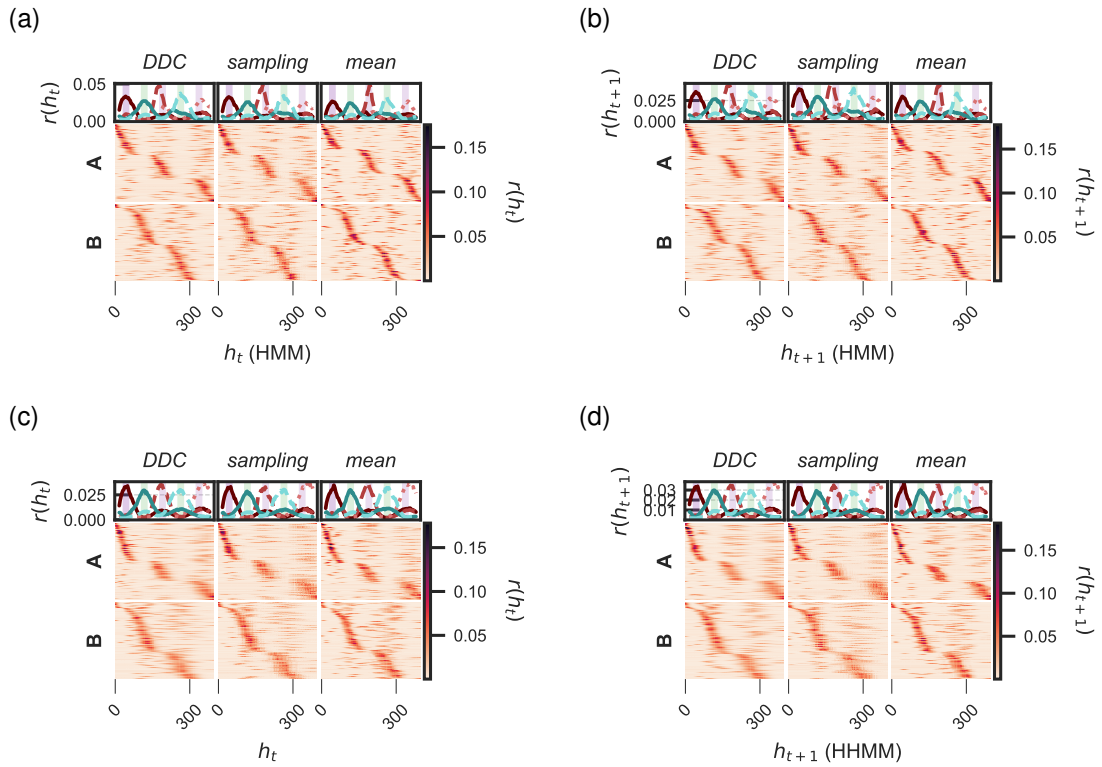 (a)
DDC sampling mean
r(h_t)
0.05
0.00
A
B
0.15
0.10
0.05
r(h_t)
0 300 0 300 0 300
h_t (HMM)
(b)
DDC sampling mean
r(h_{t+1})
0.025
0.000
A
B
0.15
0.10
0.05
r(h_{t+1})
0 300 0 300 0 300
h_{t+1} (HMM)
(c)
DDC sampling mean
r(h_t)
0.025
0.000
A
B
0.15
0.10
0.05
r(h_t)
0 300 0 300 0 300
h_t
(d)
DDC sampling mean
r(h_{t+1})
0.03
0.02
0.01
A
B
0.15
0.10
0.05
r(h_{t+1})
0 300 0 300 0 300
h_{t+1} (HHMM)